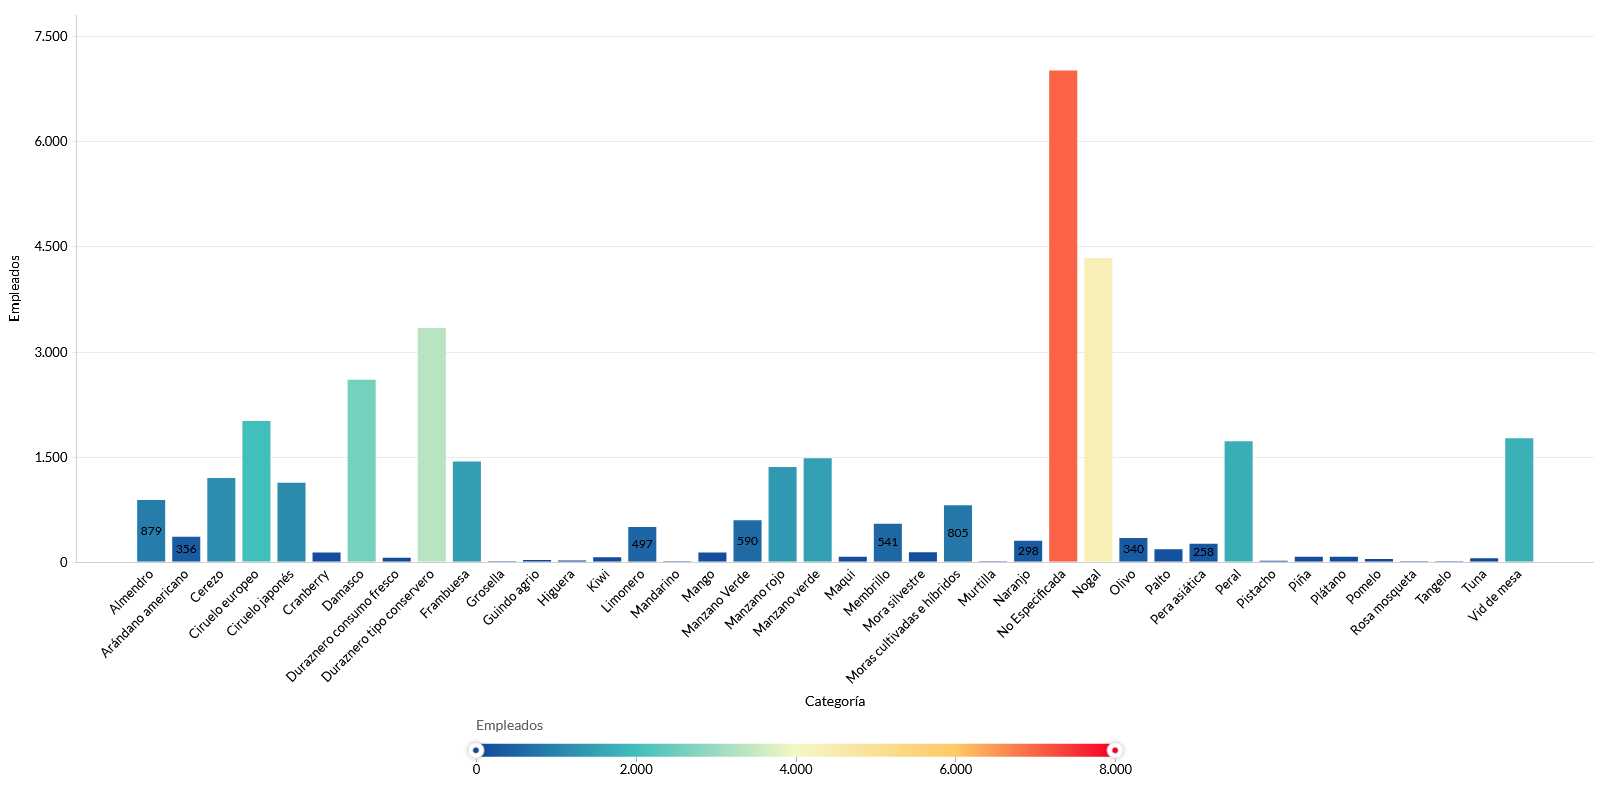 7.500
6.000
4.500
3.000
1.500
0
Empleados
879
356
497
590
541
805
298
340
258
Almendro
Arándano americano
Cerezo
Ciruelo europeo
Ciruelo japonés
Cranberry
Damasco
Duraznero consumo fresco
Duraznero tipo conservero
Frambuesa
Grosella
Guindo agrio
Higuera
Kiwi
Limonero
Mandarino
Mango
Manzano Verde
Manzano rojo
Manzano verde
Maqui
Membrillo
Mora silvestre
Moras cultivadas e híbridos
Murtilla
Naranjo
No Especificada
Nogal
Olivo
Palto
Pera asiática
Peral
Pistacho
Piña
Plátano
Pomelo
Rosa mosqueta
Tangelo
Tuna
Vid de mesa
Categoría
Empleados
0
2.000
4.000
6.000
8.000